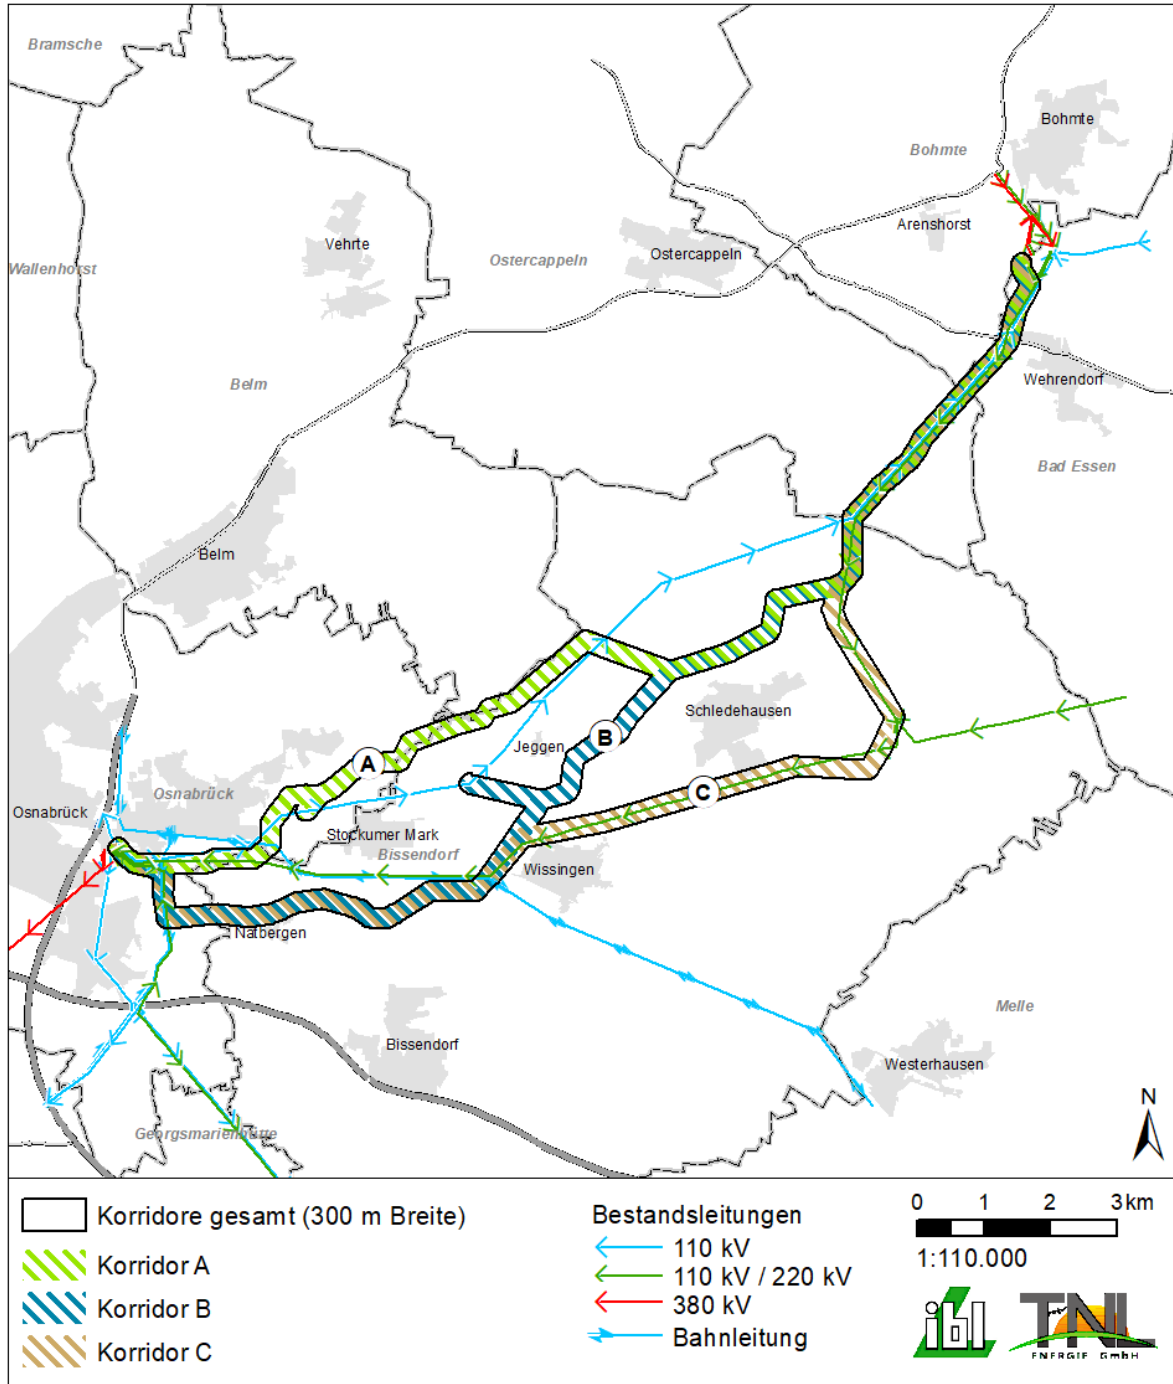 Bramsche
Bohmte
Bohmte
Arenshorst
Vehrte
Ostercappeln
Ostercappeln
Wallenhorst
Wehrendorf
Belm
Bad Essen
Belm
Schledehausen
B
Jeggen
A
C
Osnabrück
Osnabrück
Stockumer Mark
Bissendorf
Wissingen
Natbergen
Melle
Bissendorf
Westerhausen
N
Georgsmarienhütte
Korridore gesamt (300 m Breite)
Korridor A
Korridor B
Korridor C
Bestandsleitungen
110 kV
110 kV / 220 kV
380 kV
Bahnleitung
0 1 2 3 km
1:110.000
ibl
TNL
ENERGIE GmbH